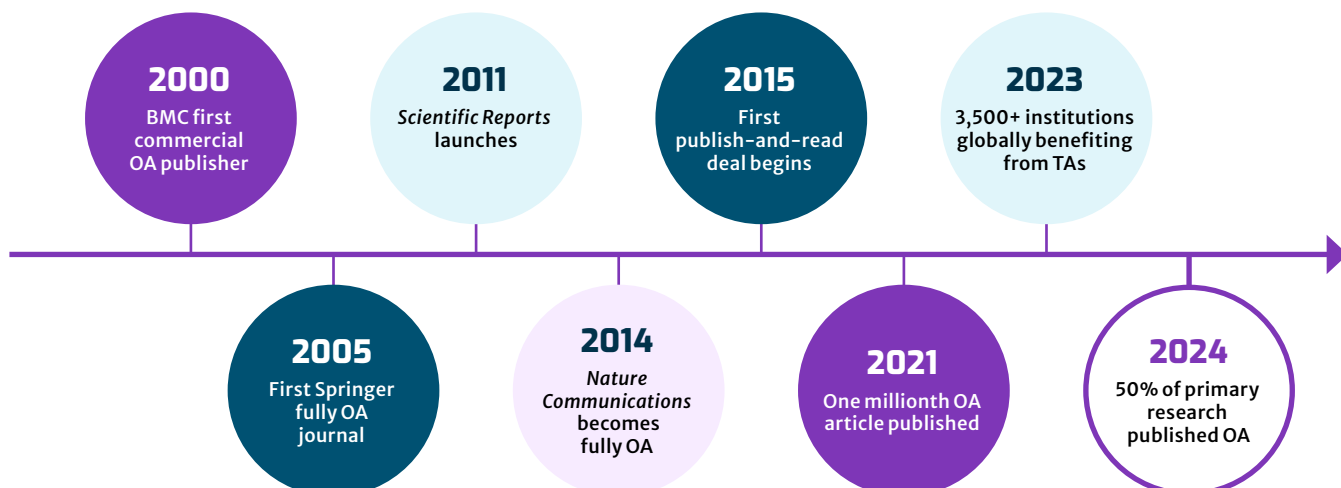 2000
BMC first
commercial
OA publisher
2005
First Springer
fully OA
journal
2011
Scientific Reports
launches
2014
Nature
Communications
becomes
fully OA
2015
First
publish-and-read
deal begins
2021
One millionth OA
article published
2023
3,500+ institutions
globally benefiting
from TAs
2024
50% of primary
research
published OA